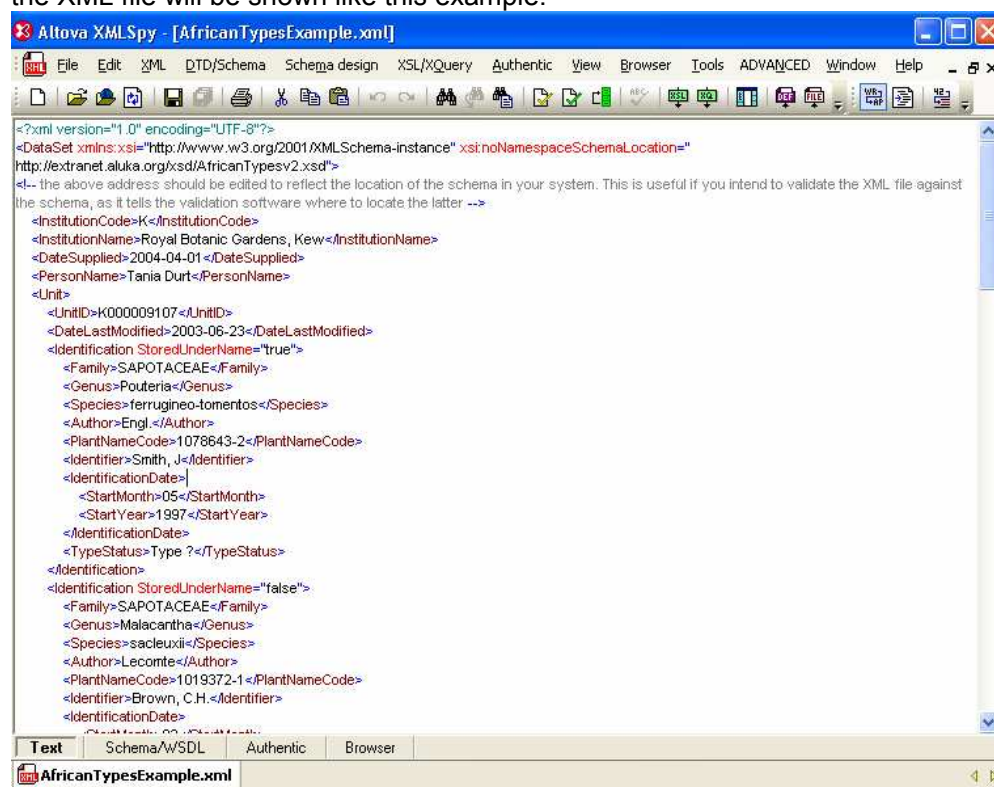 the XML file will be shown like this example:
Altova XMLSpy - [AfricanTypesExample.xml]
File Edit XML DTD/Schema Schema design XSL/XQuery Authentic View Browser Tools ADVANCED Window Help
<?xml version="1.0" encoding="UTF-8"?>
<DataSet xmlns:xsi="http://www.w3.org/2001/XMLSchema-instance" xsi:noNamespaceSchemaLocation="
http://extranet.aluka.org/xsd/AfricanTypesv2.xsd">
<!-- the above address should be edited to reflect the location of the schema in your system. This is useful if you intend to validate the XML file against
the schema, as it tells the validation software where to locate the latter -->
<InstitutionCode>K</InstitutionCode>
<InstitutionName>Royal Botanic Gardens, Kew</InstitutionName>
<DateSupplied>2004-04-01</DateSupplied>
<PersonName>Tania Durt</PersonName>
<Unit>
<UnitID>K000009107</UnitID>
<DateLastModified>2003-06-23</DateLastModified>
<Identification StoredUnderName="true">
<Family>SAPOTACEAE</Family>
<Genus>Pouteria</Genus>
<Species>ferrugineo-tomentos</Species>
<Author>Engl.</Author>
<PlantNameCode>1078643-2</PlantNameCode>
<Identifier>Smith, J</Identifier>
<IdentificationDate>
<StartMonth>05</StartMonth>
<StartYear>1997</StartYear>
</IdentificationDate>
<TypeStatus>Type ?</TypeStatus>
</Identification>
<Identification StoredUnderName="false">
<Family>SAPOTACEAE</Family>
<Genus>Malacantha</Genus>
<Species>sacleuxii</Species>
<Author>Lecomte</Author>
<PlantNameCode>1019372-1</PlantNameCode>
<Identifier>Brown, C.H.</Identifier>
<IdentificationDate>
Text Schema/WSDL Authentic Browser
AfricanTypesExample.xml